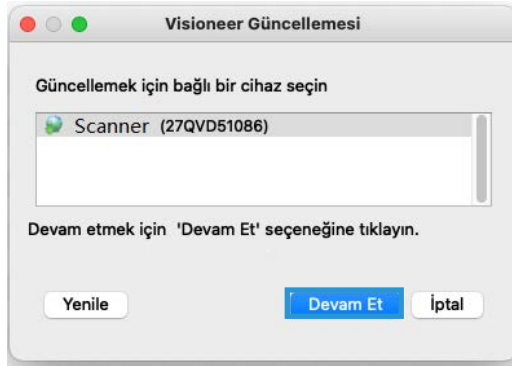 Visioneer Güncellemesi
Güncellemek için bağlı bir cihaz seçin
Scanner (27QVD51086)
Devam etmek için 'Devam Et' seçeneğine tıklayın.
Yenile Devam Et İptal